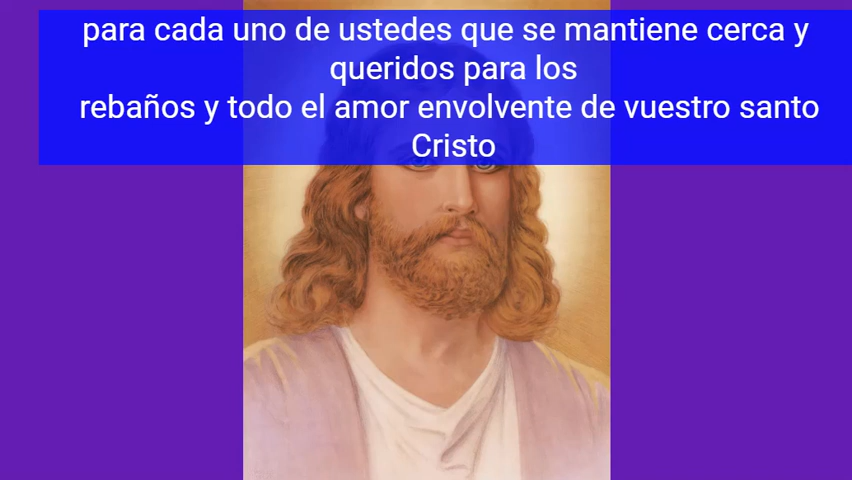 para cada uno de ustedes que se mantiene cerca y
queridos para los
rebaños y todo el amor envolvente de vuestro santo
Cristo